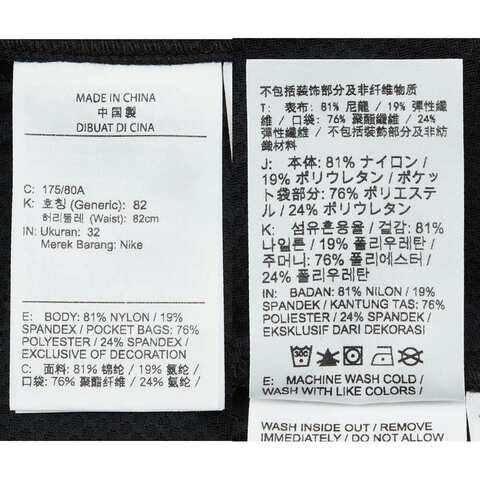 MADE IN CHINA
中国製
DIBUAT DI CINA
C: 175/80A
K: 호칭 (Generic): 82
허리둘레 (Waist): 82cm
IN: Ukuran: 32
Merek Barang: Nike
E: BODY: 81% NYLON / 19%
SPANDEX / POCKET BAGS: 76%
POLYESTER / 24% SPANDEX /
EXCLUSIVE OF DECORATION
C: 面料: 81% 锦纶 / 19% 氨纶 /
口袋: 76% 聚酯纤维 / 24% 氨纶 /
不包括装饰部分及非纤维物质
T: 表布: 81% 尼龍 / 19% 彈性纖
維 / 口袋: 76% 聚酯纖維 / 24%
彈性纖維 / 不包括裝飾部分及非紡
織材料
J: 本体: 81% ナイロン /
19% ポリウレタン / ポケッ
ト袋部分: 76% ポリエステ
ル / 24% ポリウレタン
K: 섬유혼용율 / 겉감: 81%
나일론 / 19% 폴리우레탄 /
주머니: 76% 폴리에스터 /
24% 폴리우레탄
IN: BADAN: 81% NILON / 19%
SPANDEX / KANTUNG TAS: 76%
POLIESTER / 24% SPANDEX /
EKSKLUSIF DARI DEKORASI
E: MACHINE WASH COLD /
WASH WITH LIKE COLORS /
WASH INSIDE OUT / REMOVE
IMMEDIATELY / DO NOT ALLOW